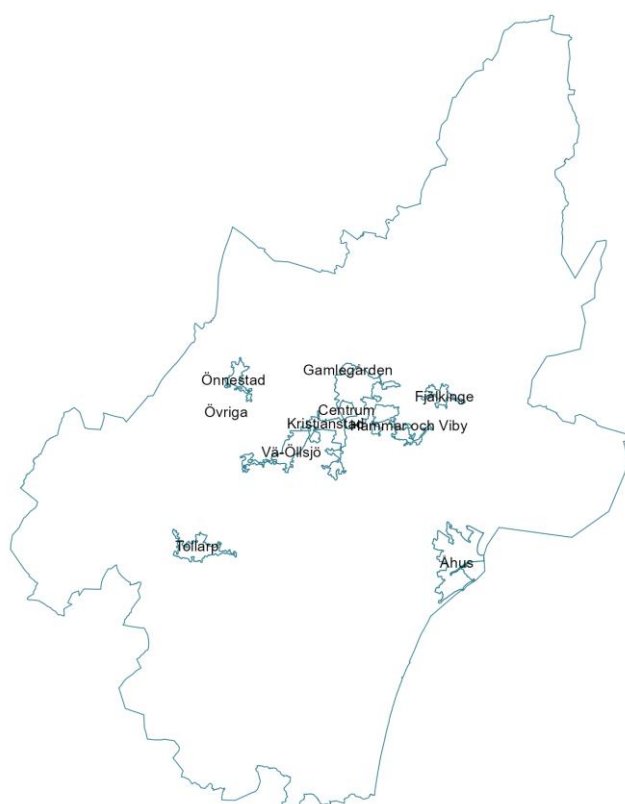 Gamlegården
Önnestad
Fjälkinge
Övriga
Centrum
Kristianstad
Hammar och Viby
Vä-Öllsjö
Tollarp
Åhus